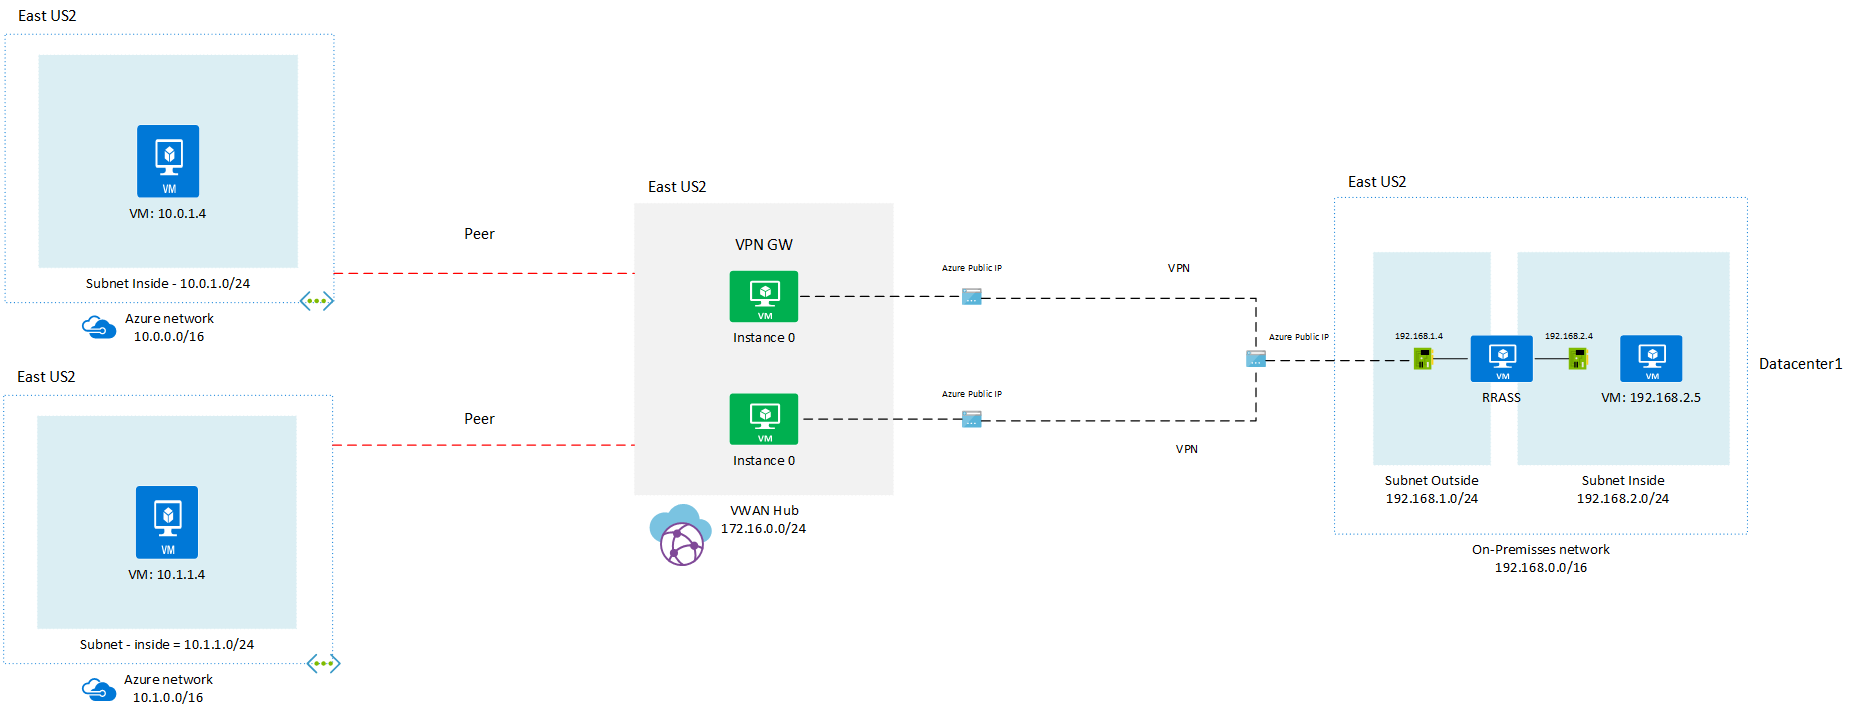 East US2
VM
VM: 10.0.1.4
Subnet Inside - 10.0.1.0/24
Azure network
10.0.0.0/16
East US2
VM
VM: 10.1.1.4
Subnet - inside = 10.1.1.0/24
Azure network
10.1.0.0/16
Peer
Peer
East US2
VPN GW
VM
Instance 0
VM
Instance 0
VWAN Hub
172.16.0.0/24
Azure Public IP
VPN
Azure Public IP
VPN
Azure Public IP
East US2
192.168.1.4
VM
RRASS
192.168.2.4
VM
VM: 192.168.2.5
Subnet Outside
192.168.1.0/24
Subnet Inside
192.168.2.0/24
On-Premisses network
192.168.0.0/16
Datacenter1